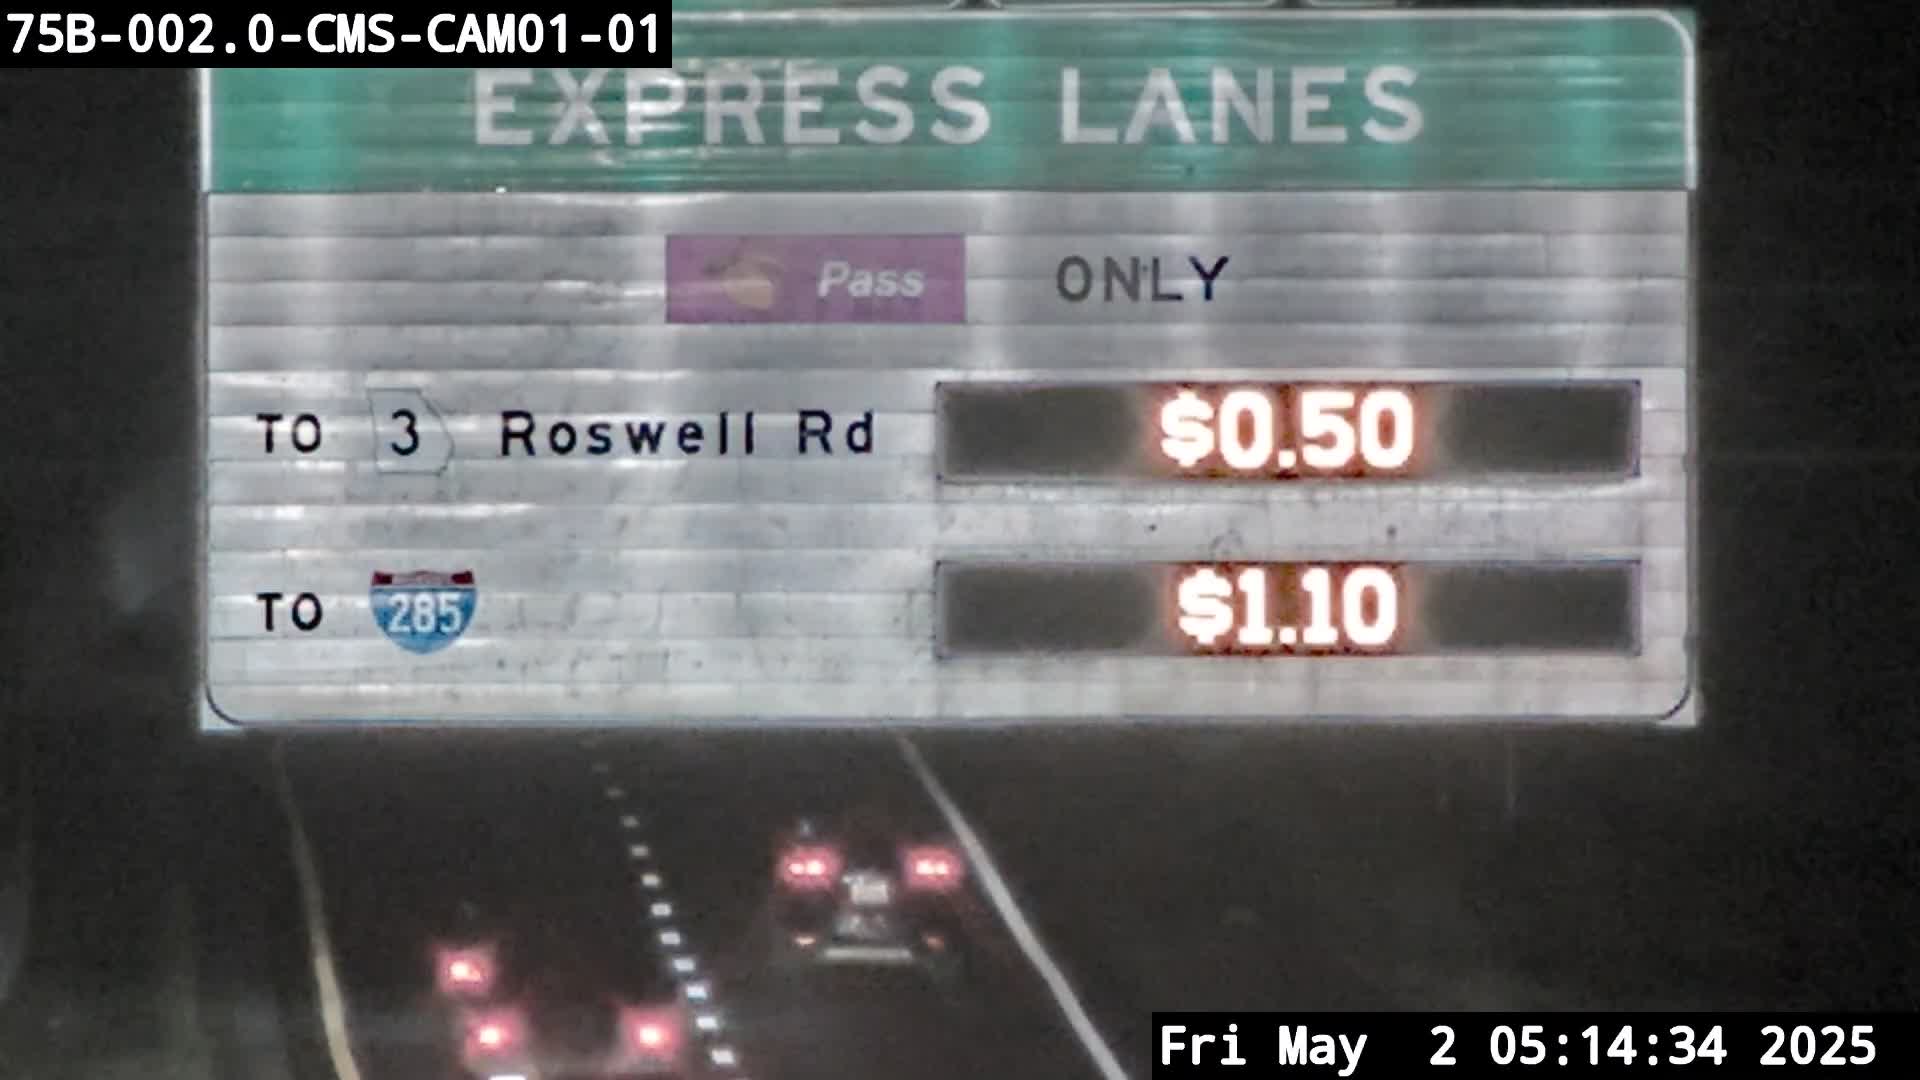 75B-002.0-CMS-CAM01-01
EXPRESS LANES
Pass ONLY
TO 3 Roswell Rd $0.50
TO 285 $1.10
Fri May 2 05:14:34 2025